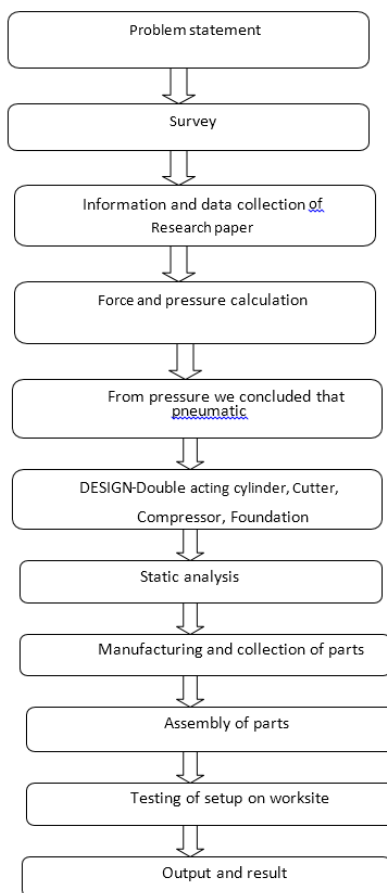 Problem statement
Survey
Information and data collection of
Research paper
Force and pressure calculation
From pressure we concluded that
pneumatic
DESIGN-Double acting cylinder, Cutter,
Compressor, Foundation
Static analysis
Manufacturing and collection of parts
Assembly of parts
Testing of setup on worksite
Output and result